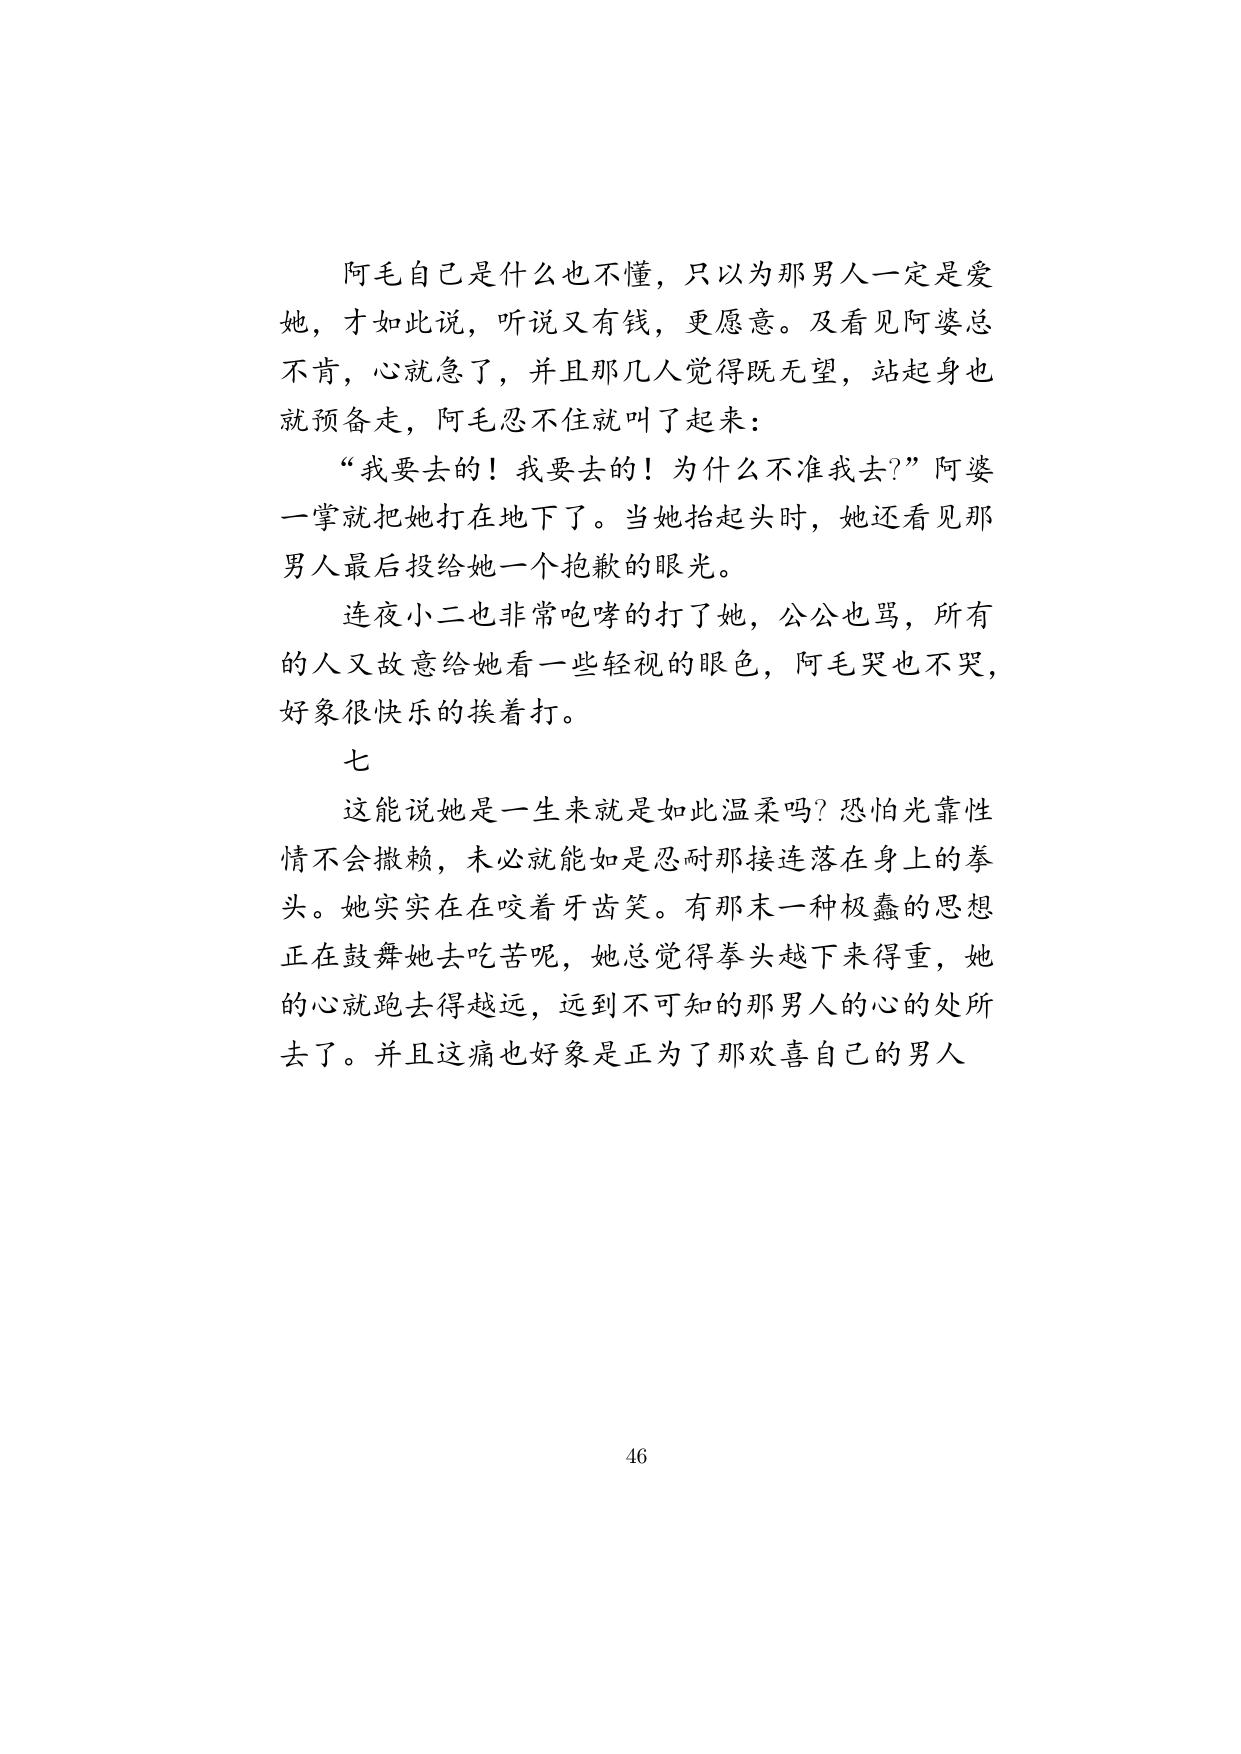 阿毛自己是什么也不懂，只以为那男人一定是爱
她，才如此说，听说又有钱，更愿意。及看见阿婆总
不肯，心就急了，并且那几人觉得既无望，站起身也
就预备走，阿毛忍不住就叫了起来：
“我要去的！我要去的！为什么不准我去?”阿婆
一掌就把她打在地下了。当她抬起头时，她还看见那
男人最后投给她一个抱歉的眼光。
连夜小二也非常咆哮的打了她，公公也骂，所有
的人又故意给她看一些轻视的眼色，阿毛哭也不哭，
好象很快乐的挨着打。
七
这能说她是一生来就是如此温柔吗? 恐怕光靠性
情不会撒赖，未必就能如是忍耐那接连落在身上的拳
头。她实实在在咬着牙齿笑。有那末一种极蠢的思想
正在鼓舞她去吃苦呢，她总觉得拳头越下来得重，她
的心就跑去得越远，远到不可知的那男人的心的处所
去了。并且这痛也好象是正为了那欢喜自己的男人
46